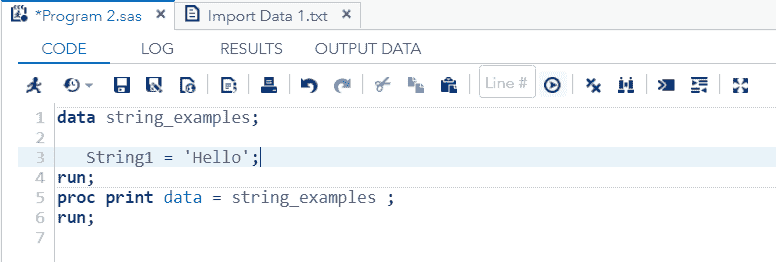 *Program 2.sas × Import Data 1.txt ×
CODE LOG RESULTS OUTPUT DATA
Line #
1 data string_examples;
2
3 String1 = 'Hello';
4 run;
5 proc print data = string_examples ;
6 run;
7